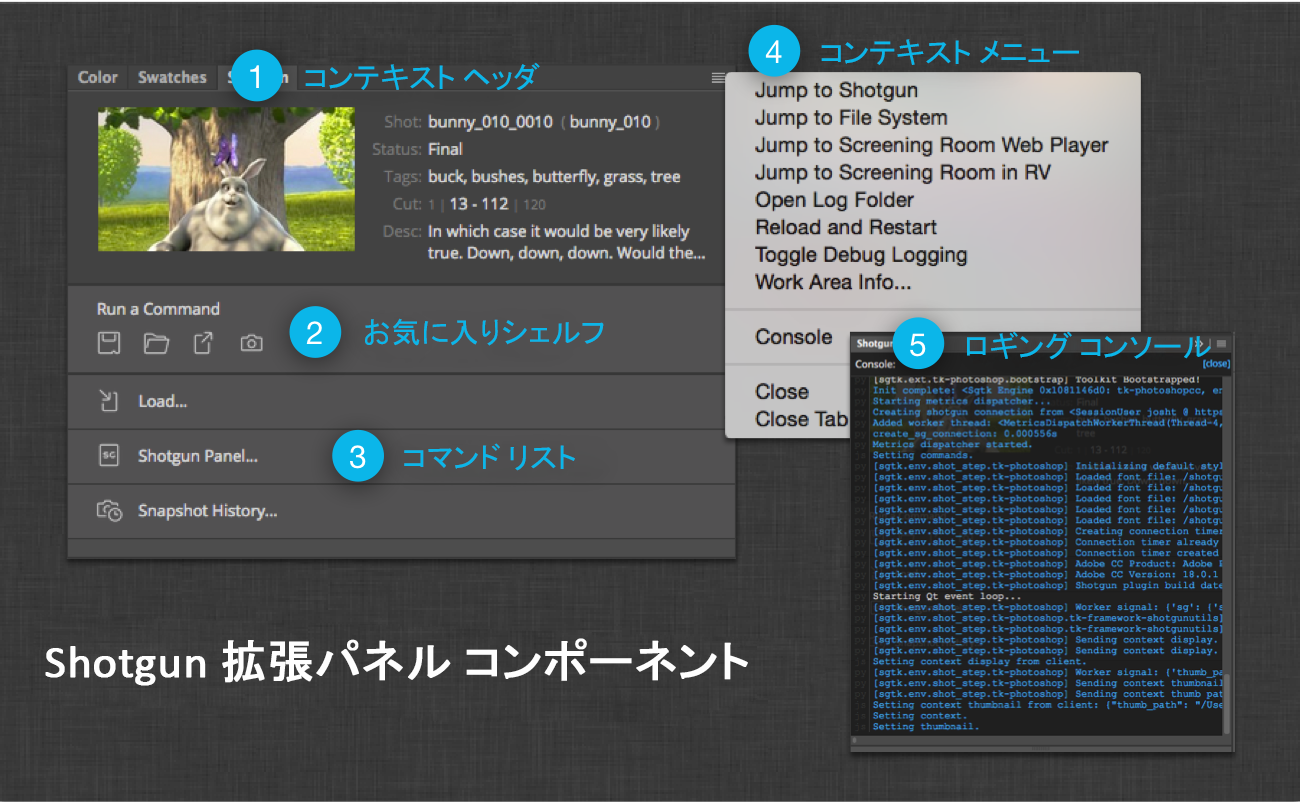 Color Swatches
1 コンテキスト ヘッダ
Shot: bunny_010_0010 ( bunny_010 )
Status: Final
Tags: buck, bushes, butterfly, grass, tree
Cut: 1 | 13 - 112 | 120
Desc: In which case it would be very likely
true. Down, down, down. Would the...
Run a Command
2 お気に入りシェルフ
Load...
Shotgun Panel...
3 コマンド リスト
Snapshot History...
4 コンテキスト メニュー
Jump to Shotgun
Jump to File System
Jump to Screening Room Web Player
Jump to Screening Room in RV
Open Log Folder
Reload and Restart
Toggle Debug Logging
Work Area Info...
Console
Close
Close Tab
5 ロギング コンソール
Console:
[close]
[sgtk.ext.tk-photoshop.bootstrap] Toolkit Bootstrapped!
Init complete: <Sgtk Engine 0x1081146d0: tk-photoshopcc, en
Starting metrics dispatcher...
Creating shotgun connection from <SessionUser josht @ https
Added worker thread: <MetricsDispatchWorkerThread(Thread-4,
create_sg_connection: 0.000556s
Metrics dispatcher started.
Setting commands.
[sgtk.env.shot_step.tk-photoshop] Initializing default styl
[sgtk.env.shot_step.tk-photoshop] Loaded font file: /shotgu
[sgtk.env.shot_step.tk-photoshop] Loaded font file: /shotgu
[sgtk.env.shot_step.tk-photoshop] Loaded font file: /shotgu
[sgtk.env.shot_step.tk-photoshop] Loaded font file: /shotgu
[sgtk.env.shot_step.tk-photoshop] Loaded font file: /shotgu
[sgtk.env.shot_step.tk-photoshop] Creating connection timer
[sgtk.env.shot_step.tk-photoshop] Connection timer already
[sgtk.env.shot_step.tk-photoshop] Connection timer created
[sgtk.env.shot_step.tk-photoshop] Adobe CC Product: Adobe
[sgtk.env.shot_step.tk-photoshop] Adobe CC Version: 18.0.1
[sgtk.env.shot_step.tk-photoshop] Shotgun plugin build date
Starting Qt event loop...
[sgtk.env.shot_step.tk-photoshop] Worker signal: {'sg': {'s
[sgtk.env.shot_step.tk-photoshop.tk-framework-shotgunutils]
[sgtk.env.shot_step.tk-photoshop.tk-framework-shotgunutils]
[sgtk.env.shot_step.tk-photoshop] Sending context display.
[sgtk.env.shot_step.tk-photoshop] Sending context display.
Setting context display from client.
[sgtk.env.shot_step.tk-photoshop] Worker signal: {'thumb_pa
[sgtk.env.shot_step.tk-photoshop] Sending context thumbnail
[sgtk.env.shot_step.tk-photoshop] Sending context thumb pat
Setting context thumbnail from client: {"thumb_path": "/Use
Setting context.
Setting thumbnail.
Shotgun 拡張パネル コンポーネント